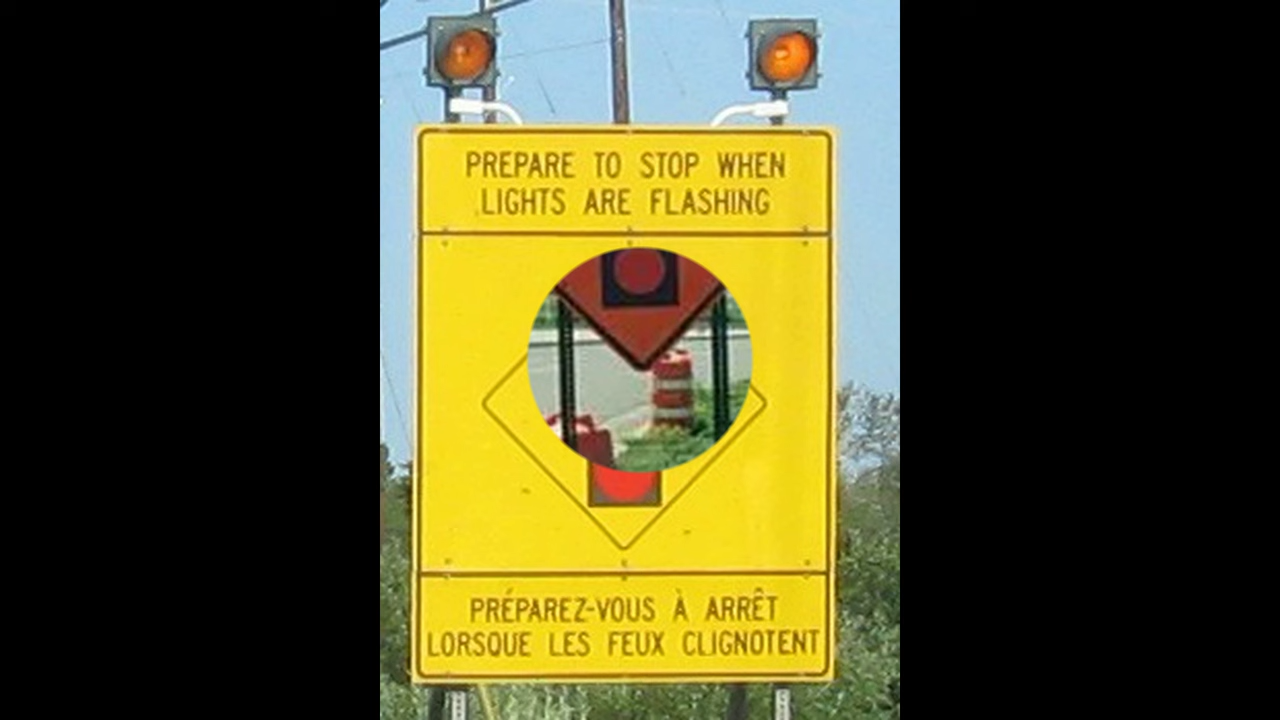 PREPARE TO STOP WHEN
LIGHTS ARE FLASHING
PRÉPAREZ-VOUS À ARRÊT
LORSQUE LES FEUX CLIGNOTENT